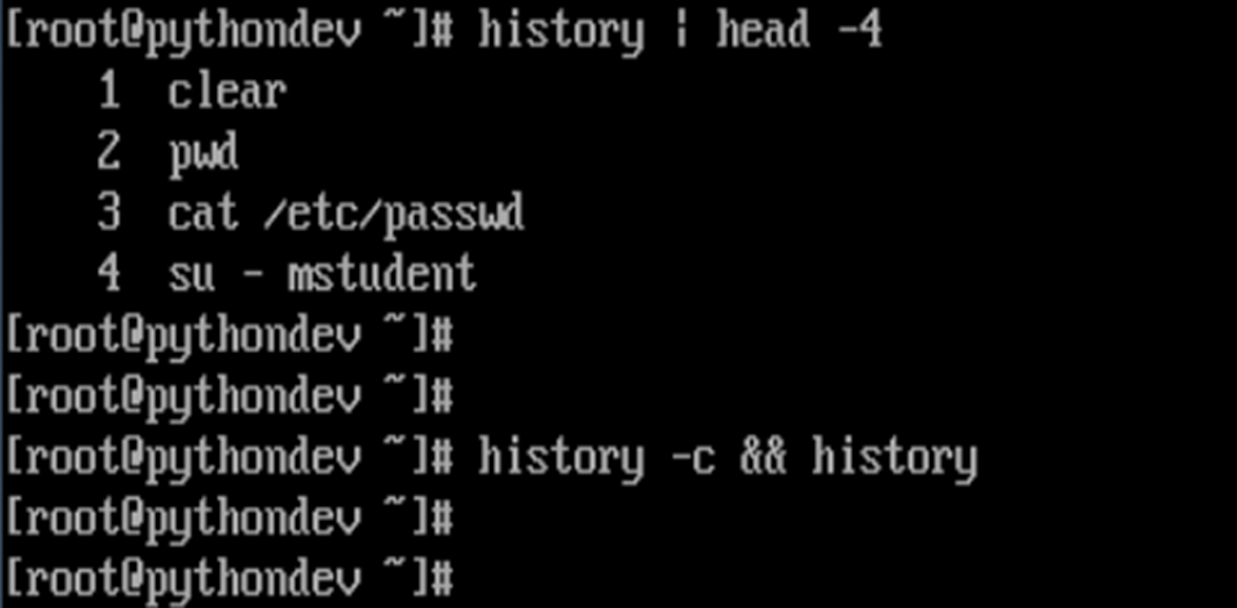 [root@pythondev ~]# history | head -4
    1  clear
    2  pwd
    3  cat /etc/passwd
    4  su - mstudent
[root@pythondev ~]#
[root@pythondev ~]#
[root@pythondev ~]# history -c && history
[root@pythondev ~]#
[root@pythondev ~]#